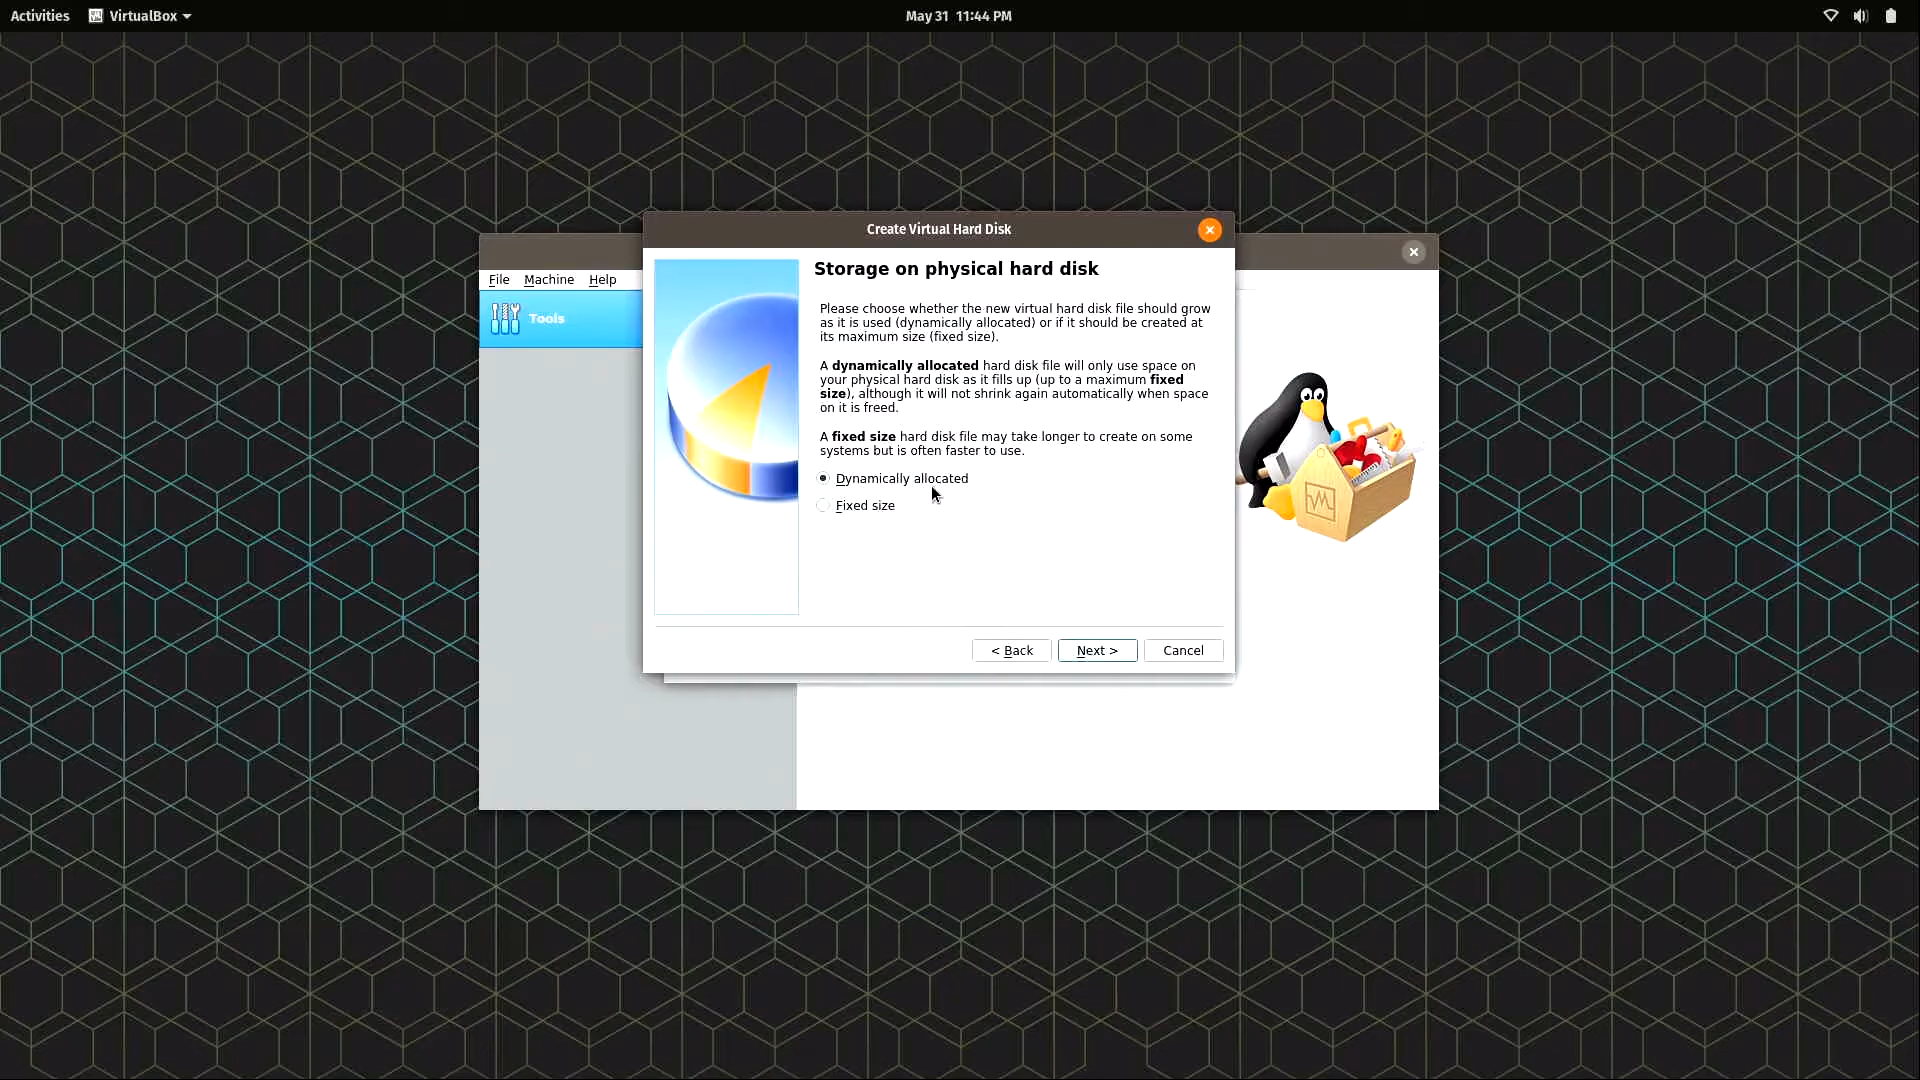 Activities
VirtualBox
May 31 11:44 PM
Create Virtual Hard Disk
File Machine Help
Tools
Storage on physical hard disk
Please choose whether the new virtual hard disk file should grow
as it is used (dynamically allocated) or if it should be created at
its maximum size (fixed size).
A dynamically allocated hard disk file will only use space on
your physical hard disk as it fills up (up to a maximum fixed
size), although it will not shrink again automatically when space
on it is freed.
A fixed size hard disk file may take longer to create on some
systems but is often faster to use.
Dynamically allocated
Fixed size
< Back
Next >
Cancel